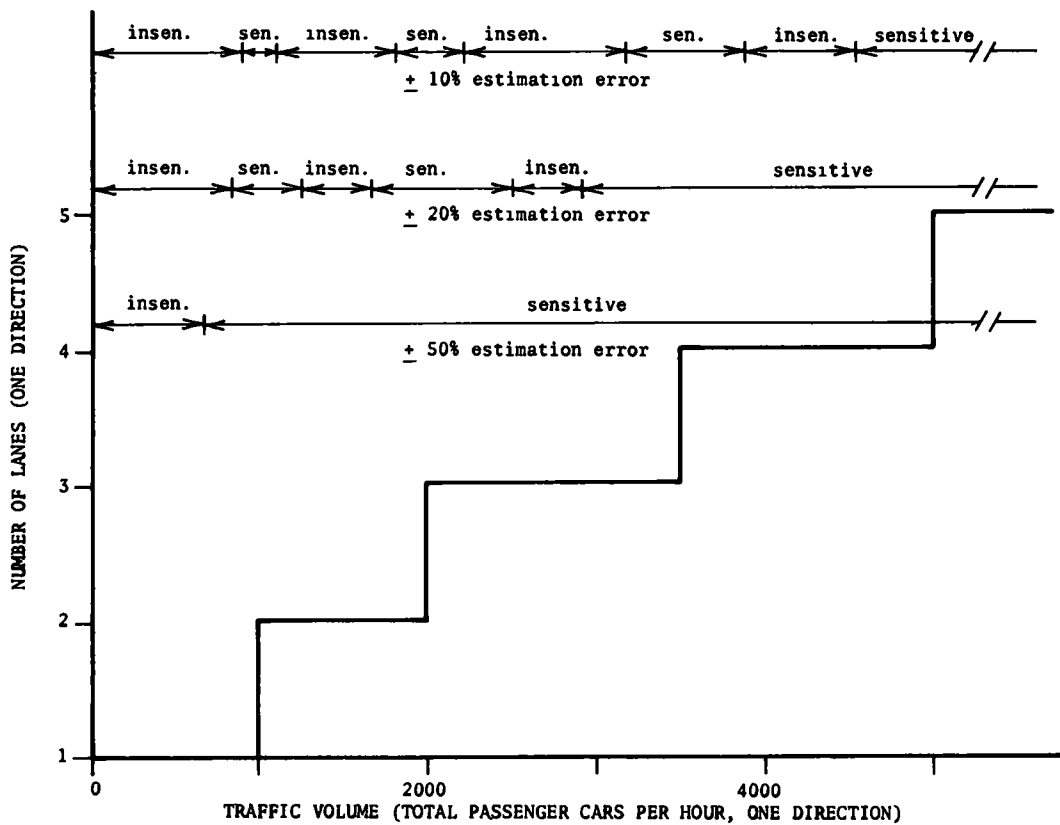 insen. sen. ınsen. sen. insen. sen. insen. sensitive
+ 10% estimation error
insen. sen. insen. sen. insen. sensitive
+ 20% estimation error
5
insen. sensitive
+ 50% estimation error
4
3
2
1
NUMBER OF LANES (ONE DIRECTION)
0 2000 4000
TRAFFIC VOLUME (TOTAL PASSENGER CARS PER HOUR, ONE DIRECTION)